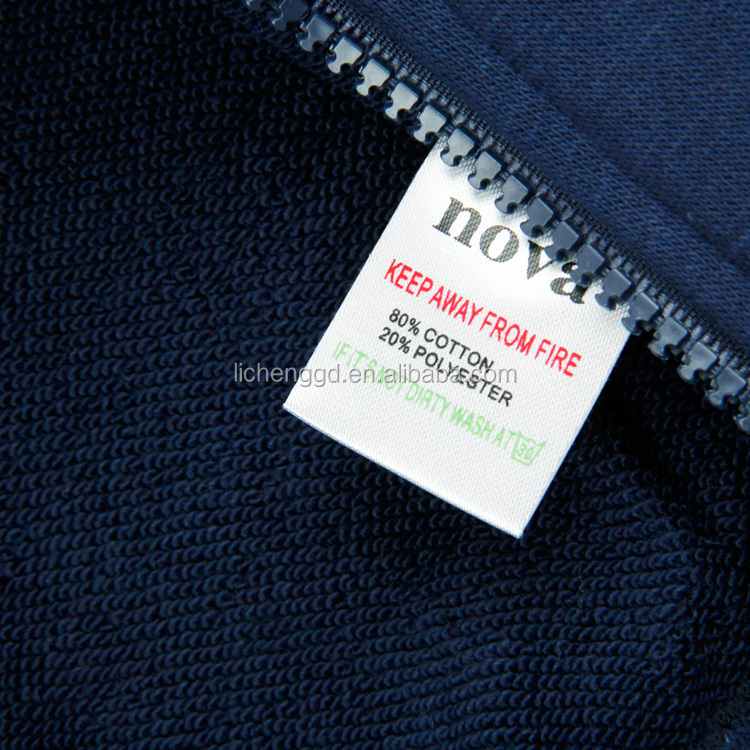 nova
KEEP AWAY FROM FIRE
80% COTTON
20% POLYESTER
IF IT'S NOT DIRTY WASH AT 30
lichenggd.en.alibaba.com